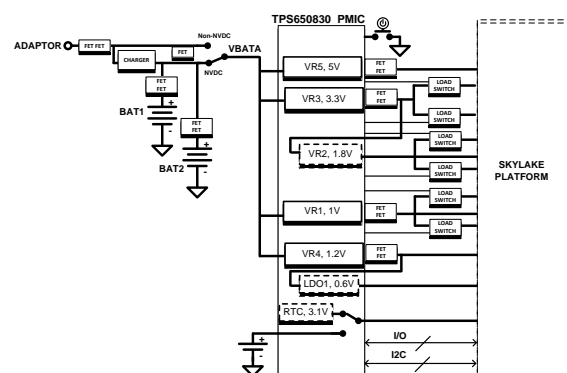 TPS650830 PMIC
ADAPTOR
FET FET
Non-NVDC
FET
VBATA
CHARGER
NVDC
FET
FET
BAT1
+
-
FET
FET
BAT2
+
-
VR5, 5V
FET
FET
LOAD
SWITCH
VR3, 3.3V
FET
FET
LOAD
SWITCH
LOAD
SWITCH
VR2, 1.8V
LOAD
SWITCH
SKYLAKE
PLATFORM
VR1, 1V
FET
FET
LOAD
SWITCH
LOAD
SWITCH
VR4, 1.2V
FET
FET
LDO1, 0.6V
RTC, 3.1V
+
-
I/O
I2C